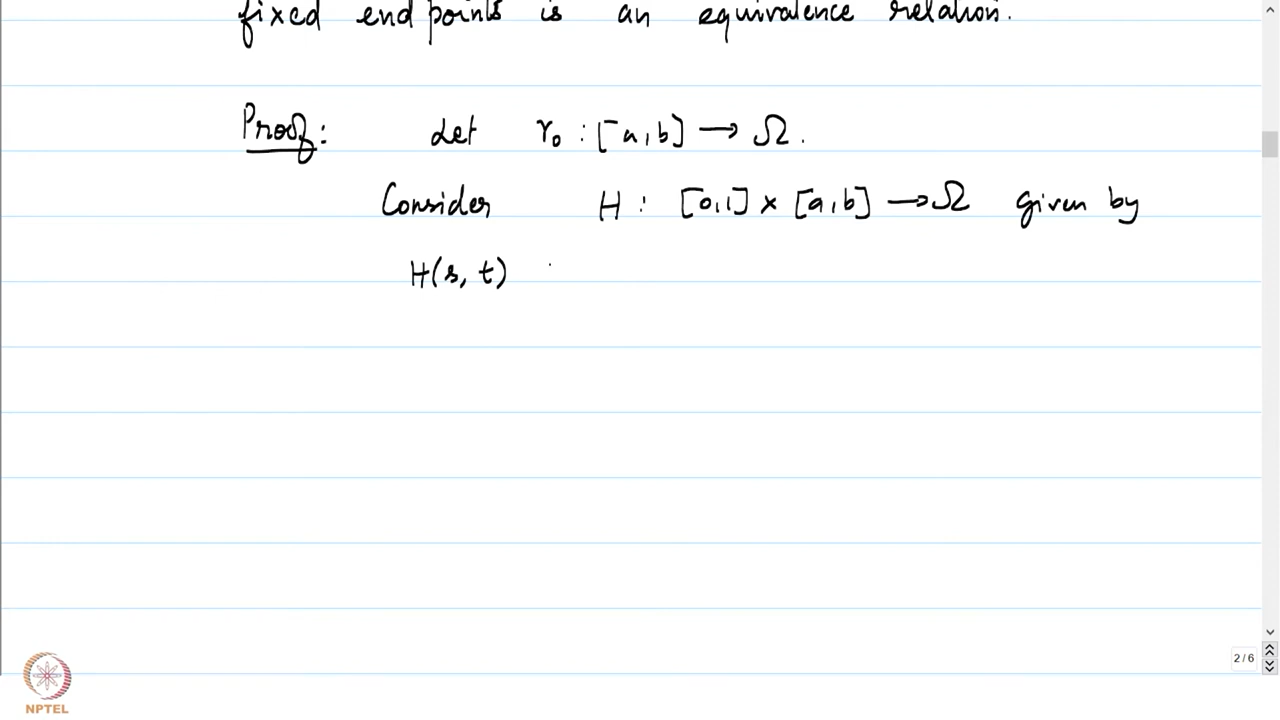 fixed end points is an equivalence relation.
Proof: Let γ₀ : [a,b] → Ω.
Consider H : [0,1] × [a,b] → Ω given by
H(s, t)
2 / 6
NPTEL